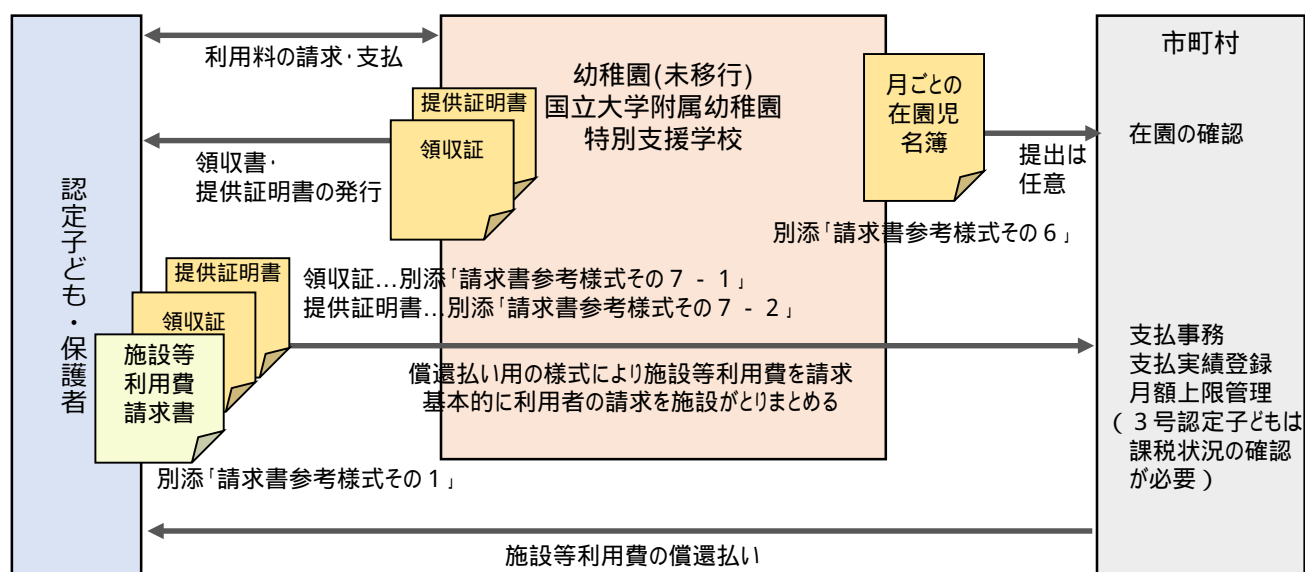 認定子ども・保護者
利用料の請求・支払
幼稚園(未移行)
国立大学附属幼稚園
特別支援学校
提供証明書
領収証
領収書・
提供証明書の発行
月ごとの
在園児
名簿
提出は
任意
別添「請求書参考様式その６」
市町村
在園の確認
提供証明書
領収証
施設等
利用費
請求書
領収証…別添「請求書参考様式その７‐１」
提供証明書…別添「請求書参考様式その７‐２」
償還払い用の様式により施設等利用費を請求
基本的に利用者の請求を施設がとりまとめる
別添「請求書参考様式その１」
支払事務
支払実績登録
月額上限管理
(３号認定子どもは
課税状況の確認
が必要)
施設等利用費の償還払い